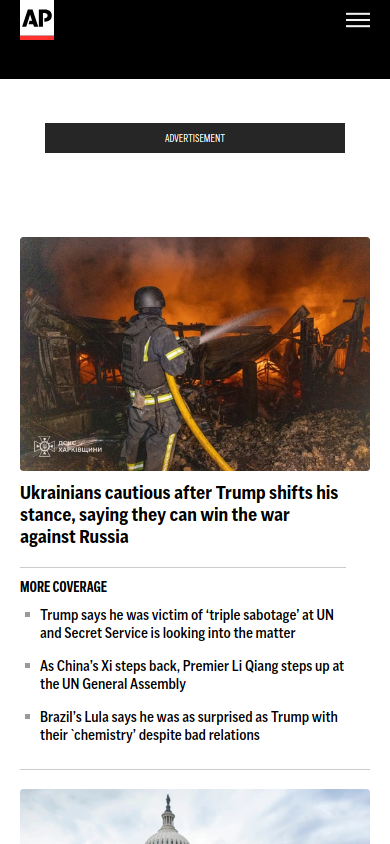 AP
ADVERTISEMENT
ДСНС
ХАРКІВЩИНИ
Ukrainians cautious after Trump shifts his
stance, saying they can win the war
against Russia
MORE COVERAGE
Trump says he was victim of ‘triple sabotage’ at UN
and Secret Service is looking into the matter
As China’s Xi steps back, Premier Li Qiang steps up at
the UN General Assembly
Brazil’s Lula says he was as surprised as Trump with
their `chemistry’ despite bad relations